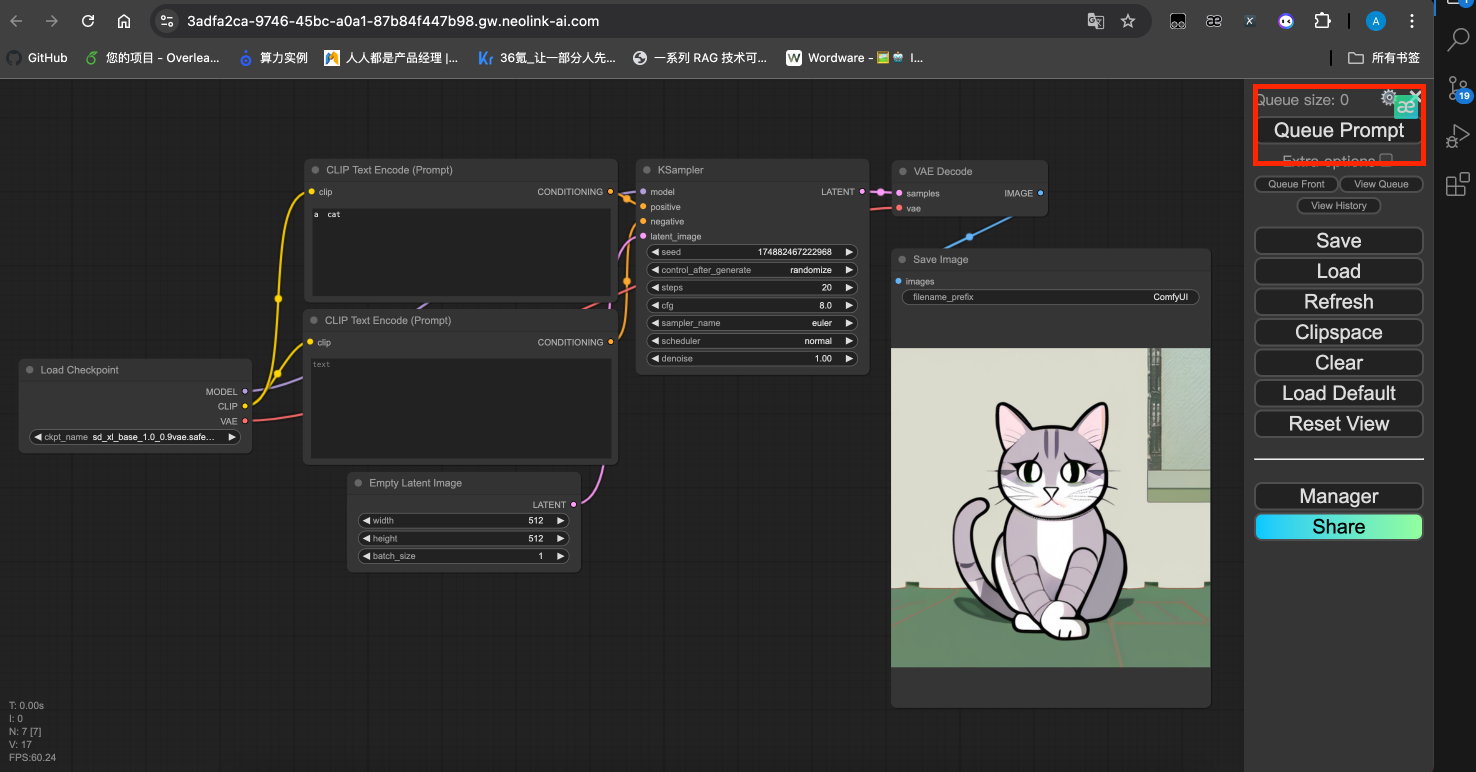 3adfa2ca-9746-45bc-a0a1-87b84f447b98.gw.neolink-ai.com
A
GitHub
您的项目 - Overlea...
算力实例
人人都是产品经理 |...
Kr 36氪_让一部分人先...
一系列 RAG 技术可...
W Wordware - I...
所有书签
19
Queue size: 0
æ
Queue Prompt
Extra options
Queue Front
View Queue
View History
Save
Load
Refresh
Clipspace
Clear
Load Default
Reset View
Manager
Share
CLIP Text Encode (Prompt)
clip
CONDITIONING
a cat
CLIP Text Encode (Prompt)
clip
CONDITIONING
text
Load Checkpoint
MODEL
CLIP
VAE
ckpt_name sd_xl_base_1.0_0.9vae.safe...
Empty Latent Image
LATENT
width 512
height 512
batch_size 1
KSampler
model
LATENT
positive
negative
latent_image
seed 174882467222968
control_after_generate randomize
steps 20
cfg 8.0
sampler_name euler
scheduler normal
denoise 1.00
VAE Decode
samples
IMAGE
vae
Save Image
images
filename_prefix ComfyUI
T: 0.00s
I: 0
N: 7 [7]
V: 17
FPS:60.24